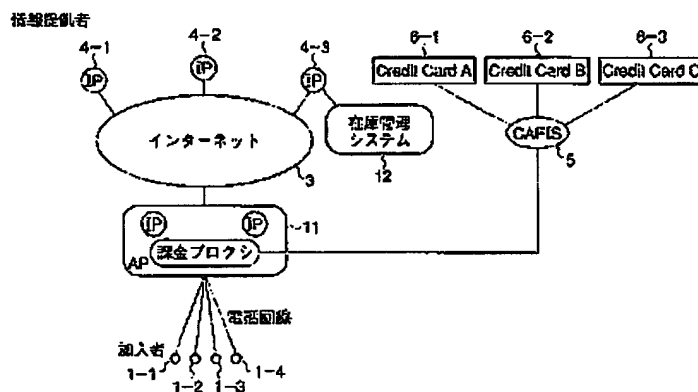 情報提供者
4-1
4-2
4-3
6-1
6-2
6-3
IP
IP
IP
Credit Card A
Credit Card B
Credit Card C
インターネット
在庫管理
システム
CAFIS
3
12
5
IP
IP
11
課金プロクシ
AP
電話回線
加入者
1-1
1-2
1-3
1-4